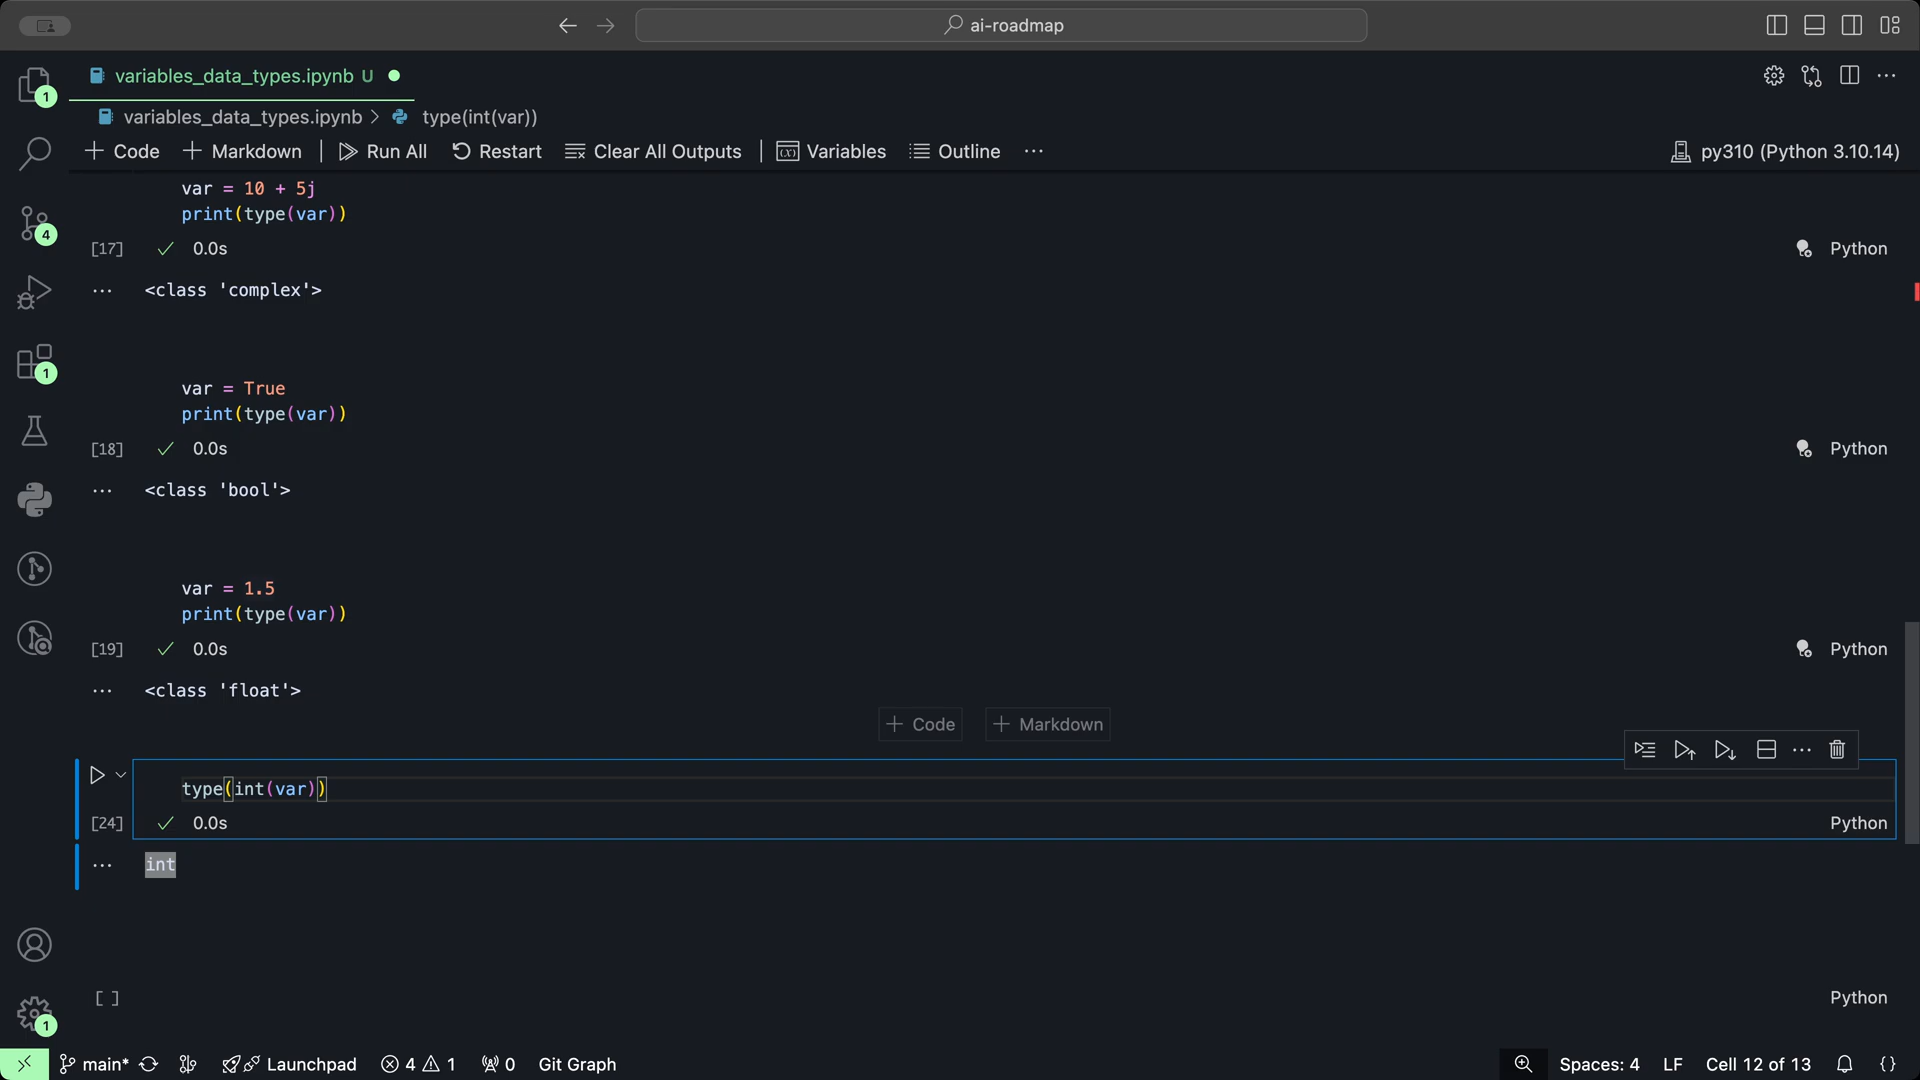 ai-roadmap
variables_data_types.ipynb U
variables_data_types.ipynb > type(int(var))
+ Code + Markdown | Run All Restart Clear All Outputs | (x) Variables Outline ...
py310 (Python 3.10.14)
var = 10 + 5j
print(type(var))
[17] ✓ 0.0s Python
... <class 'complex'>
var = True
print(type(var))
[18] ✓ 0.0s Python
... <class 'bool'>
var = 1.5
print(type(var))
[19] ✓ 0.0s Python
... <class 'float'>
+ Code + Markdown
type(int(var))
[24] ✓ 0.0s Python
... int
[ ] Python
1
4
1
1
main* Launchpad 4 1 0 Git Graph
Spaces: 4 LF Cell 12 of 13 {}